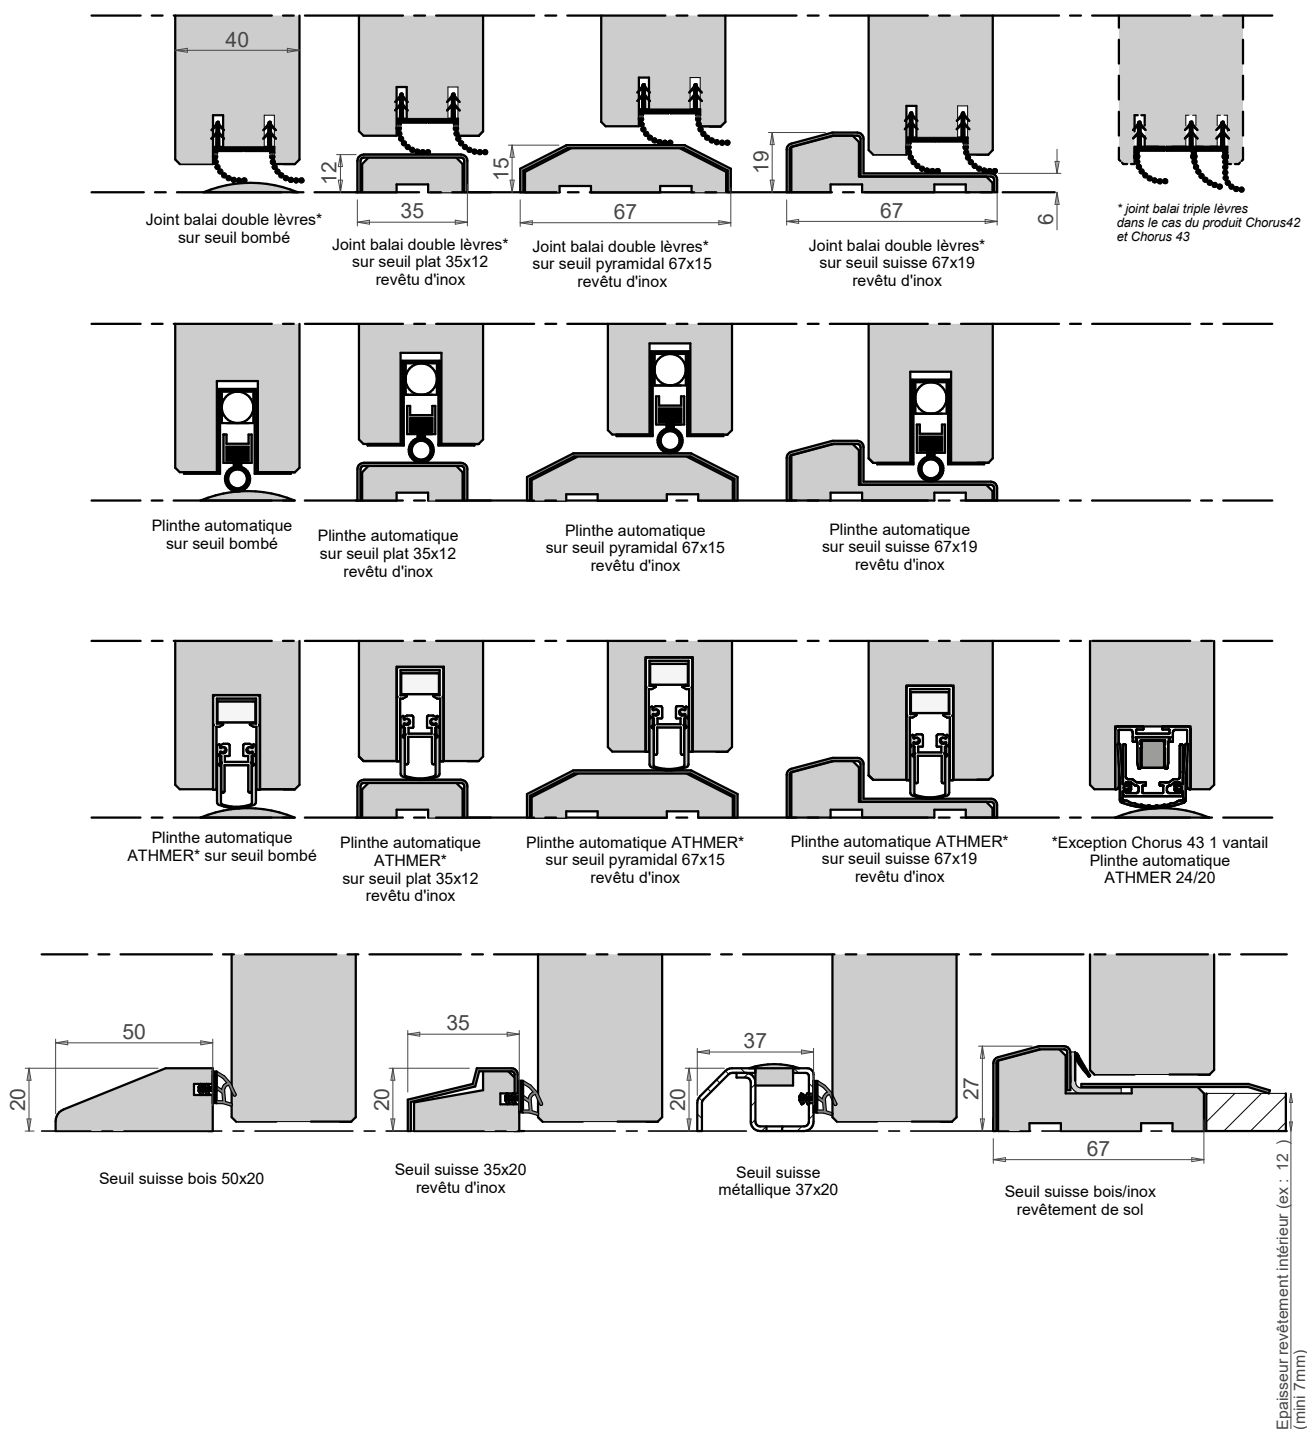 40
12
35
15
67
19
67
6
Joint balai double lèvres*
sur seuil bombé
Joint balai double lèvres*
sur seuil plat 35x12
revêtu d'inox
Joint balai double lèvres*
sur seuil pyramidal 67x15
revêtu d'inox
Joint balai double lèvres*
sur seuil suisse 67x19
revêtu d'inox
* joint balai triple lèvres
dans le cas du produit Chorus42
et Chorus 43
Plinthe automatique
sur seuil bombé
Plinthe automatique
sur seuil plat 35x12
revêtu d'inox
Plinthe automatique
sur seuil pyramidal 67x15
revêtu d'inox
Plinthe automatique
sur seuil suisse 67x19
revêtu d'inox
Plinthe automatique
ATHMER* sur seuil bombé
Plinthe automatique
ATHMER*
sur seuil plat 35x12
revêtu d'inox
Plinthe automatique ATHMER*
sur seuil pyramidal 67x15
revêtu d'inox
Plinthe automatique ATHMER*
sur seuil suisse 67x19
revêtu d'inox
*Exception Chorus 43 1 vantail
Plinthe automatique
ATHMER 24/20
50
20
35
20
37
20
27
67
Seuil suisse bois 50x20
Seuil suisse 35x20
revêtu d'inox
Seuil suisse
métallique 37x20
Seuil suisse bois/inox
revêtement de sol
Epaisseur revêtement intérieur (ex : 12 )
(mini 7mm)